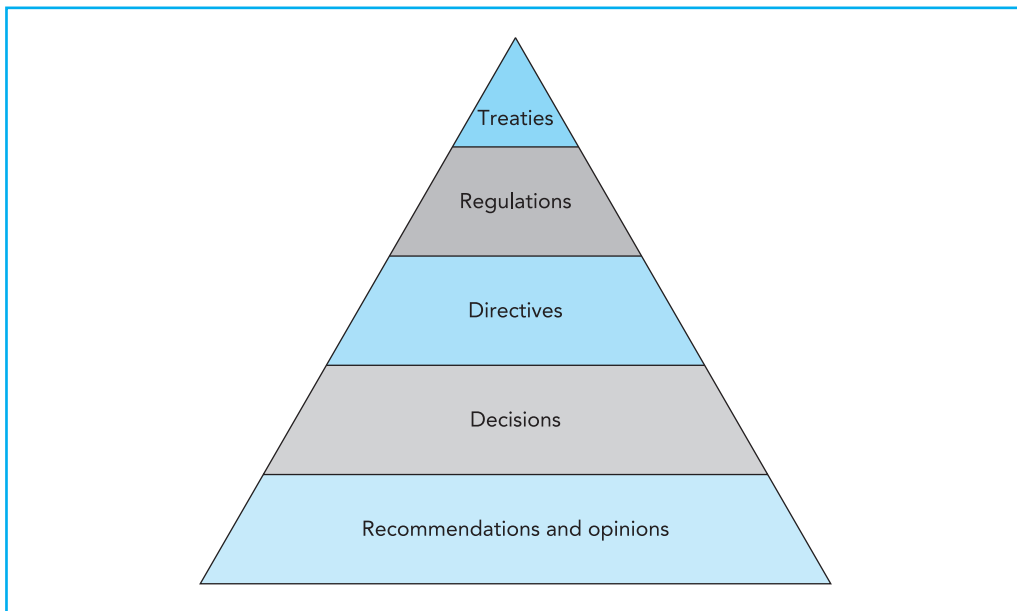 Treaties
Regulations
Directives
Decisions
Recommendations and opinions